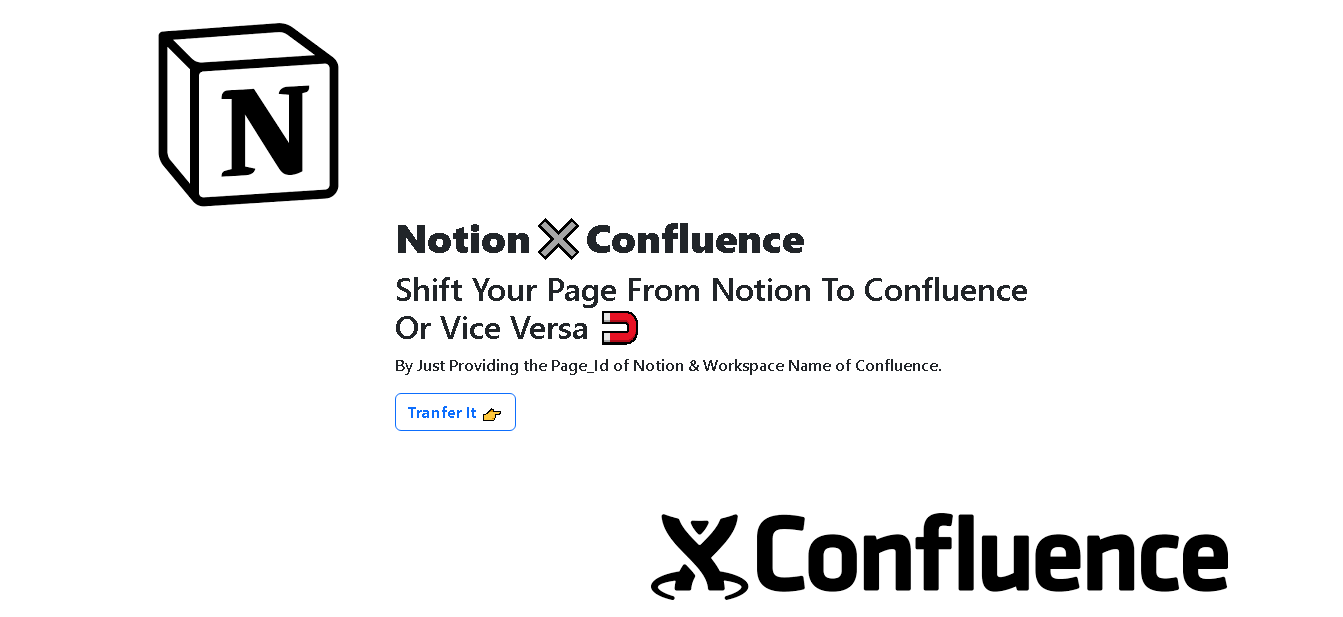 N
Notion ✖ Confluence
Shift Your Page From Notion To Confluence
Or Vice Versa 🧲
By Just Providing the Page_Id of Notion & Workspace Name of Confluence.
Tranfer It 👉
Confluence